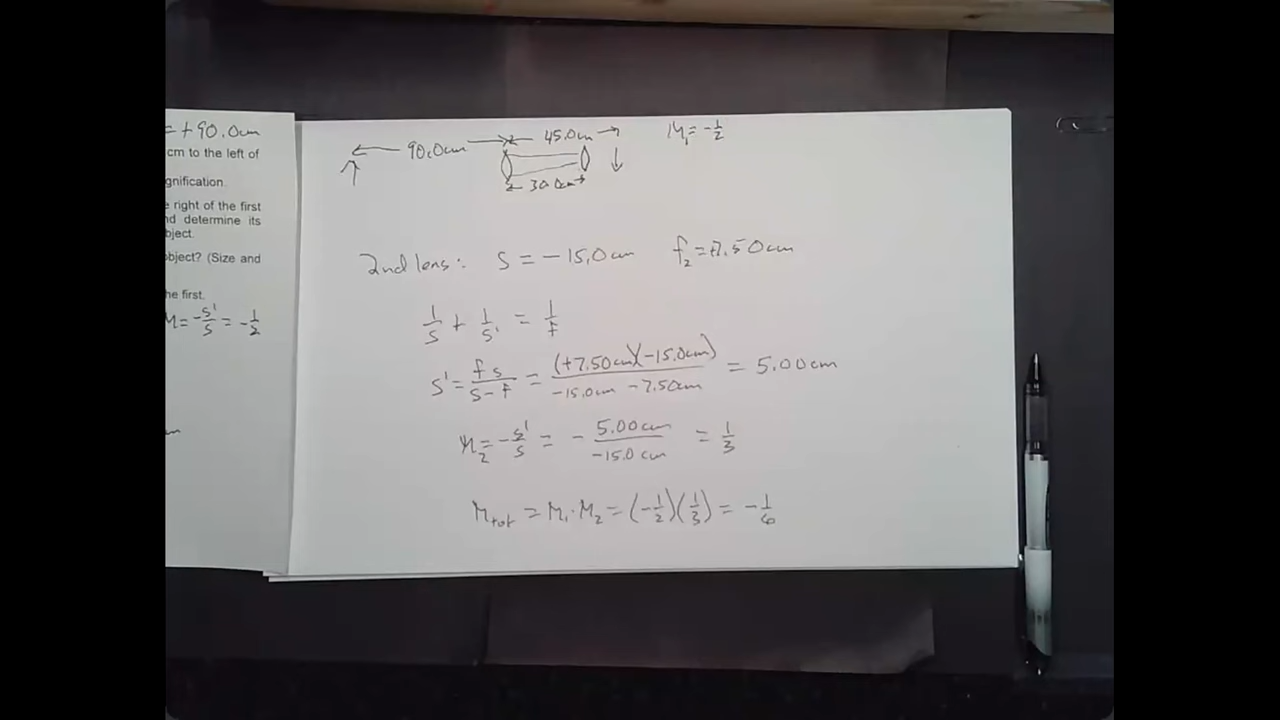 = +90.0cm
cm to the left of
gnification.
e right of the first
nd determine its
bject.
bject? (Size and
he first.
M = -s'/s = -1/2
90.0cm 45.0cm M₁ = -1/2
30.0cm
2nd lens: s = -15.0cm f₂ = +7.50cm
1/s + 1/s' = 1/f
s' = fs/(s-f) = (+7.50cm)(-15.0cm)/(-15.0cm - 7.50cm) = 5.00cm
M₂ = -s'/s = - 5.00cm/-15.0cm = 1/3
Mtot = M₁·M₂ = (-1/2)(1/3) = -1/6